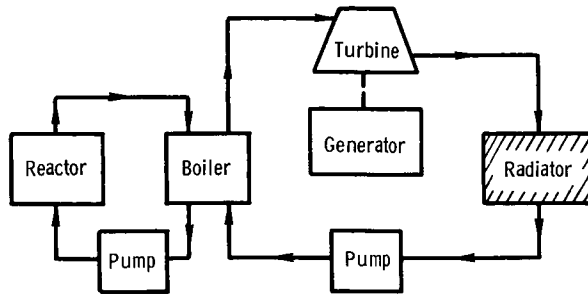 Turbine
Generator
Reactor
Boiler
Radiator
Pump
Pump